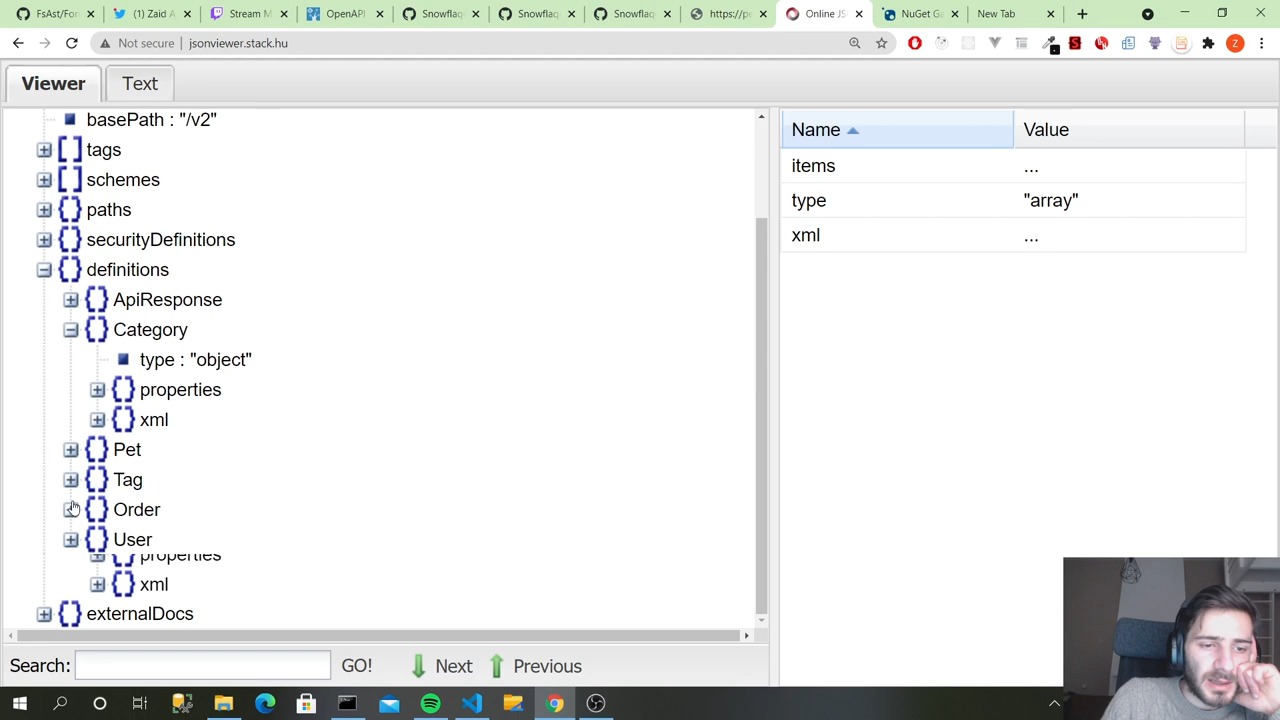 FsAst/For
(1) Zaid A
Stream M
OpenAPI
Snowflaq
Snowflaq
Snowflaq
https://pe
Online JS
NuGet Ga
New Tab
Not secure | jsonviewer.stack.hu
Z
Viewer
Text
basePath : "/v2"
tags
schemes
paths
securityDefinitions
definitions
ApiResponse
Category
type : "object"
properties
xml
Pet
Tag
Order
User
properties
xml
externalDocs
Name
Value
items
...
type
"array"
xml
...
Search:
GO!
Next
Previous